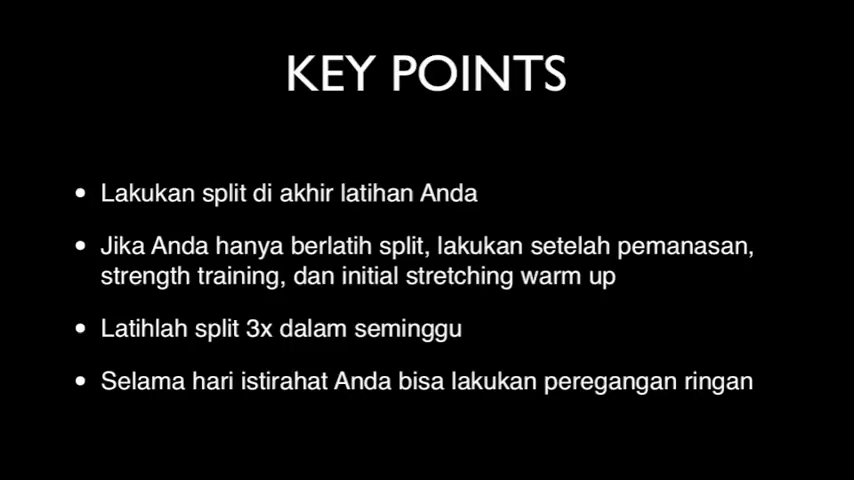 KEY POINTS
• Lakukan split di akhir latihan Anda
• Jika Anda hanya berlatih split, lakukan setelah pemanasan,
strength training, dan initial stretching warm up
• Latihlah split 3x dalam seminggu
• Selama hari istirahat Anda bisa lakukan peregangan ringan